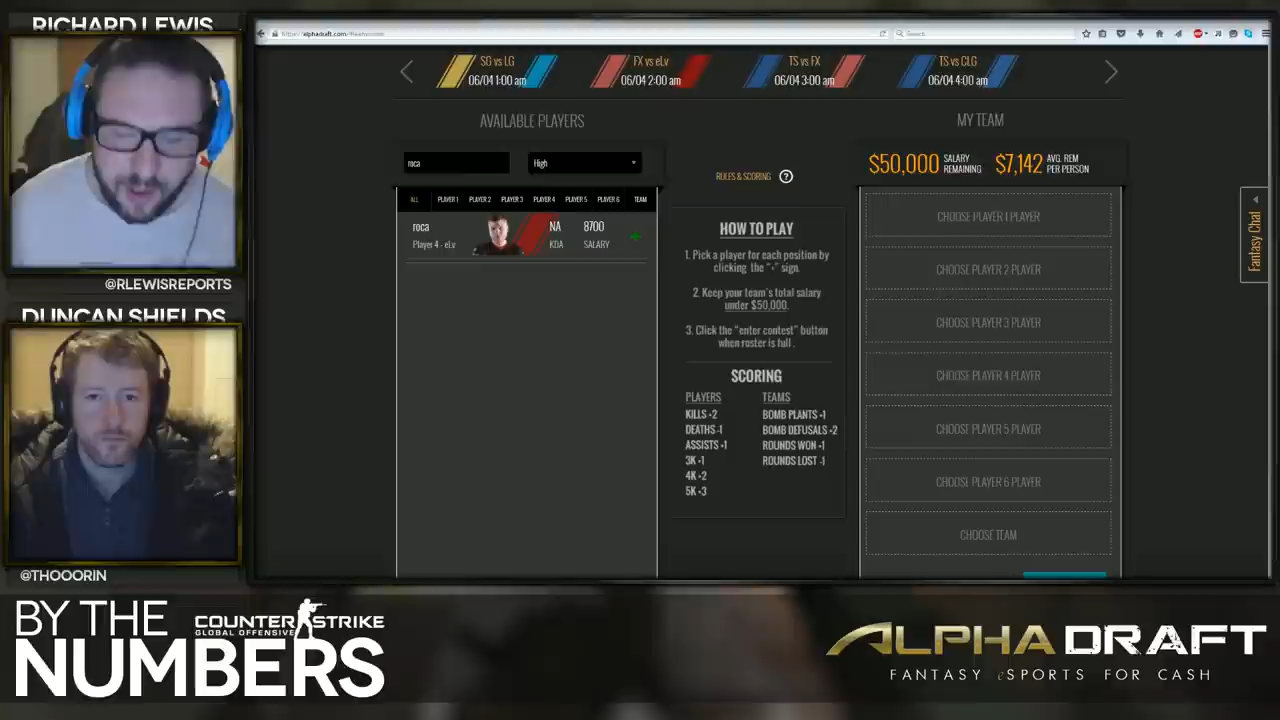 RICHARD LEWIS
@RLEWISREPORTS
DUNCAN SHIELDS
@THOOORIN
Search
SG vs LG
06/04 1:00 am
FX vs eLv
06/04 2:00 am
TS vs FX
06/04 3:00 am
TS vs CLG
06/04 4:00 am
AVAILABLE PLAYERS
roca
High
ALL PLAYER 1 PLAYER 2 PLAYER 3 PLAYER 4 PLAYER 5 PLAYER 6 TEAM
roca NA 8700
Player 4 - eLv KDA SALARY
RULES & SCORING ?
HOW TO PLAY
1. Pick a player for each position by
clicking the "+" sign.
2. Keep your team's total salary
under $50,000.
3. Click the "enter contest" button
when roster is full .
SCORING
PLAYERS TEAMS
KILLS +2 BOMB PLANTS +1
DEATHS -1 BOMB DEFUSALS +2
ASSISTS +1 ROUNDS WON +1
3K +1 ROUNDS LOST -1
4K +2
5K +3
MY TEAM
$50,000 SALARY REMAINING $7,142 AVG. REM PER PERSON
CHOOSE PLAYER 1 PLAYER
CHOOSE PLAYER 2 PLAYER
CHOOSE PLAYER 3 PLAYER
CHOOSE PLAYER 4 PLAYER
CHOOSE PLAYER 5 PLAYER
CHOOSE PLAYER 6 PLAYER
CHOOSE TEAM
Fantasy Chat
BY THE
NUMBERS
COUNTER STRIKE
GLOBAL OFFENSIVE
ALPHADRAFT
FANTASY eSPORTS FOR CASH